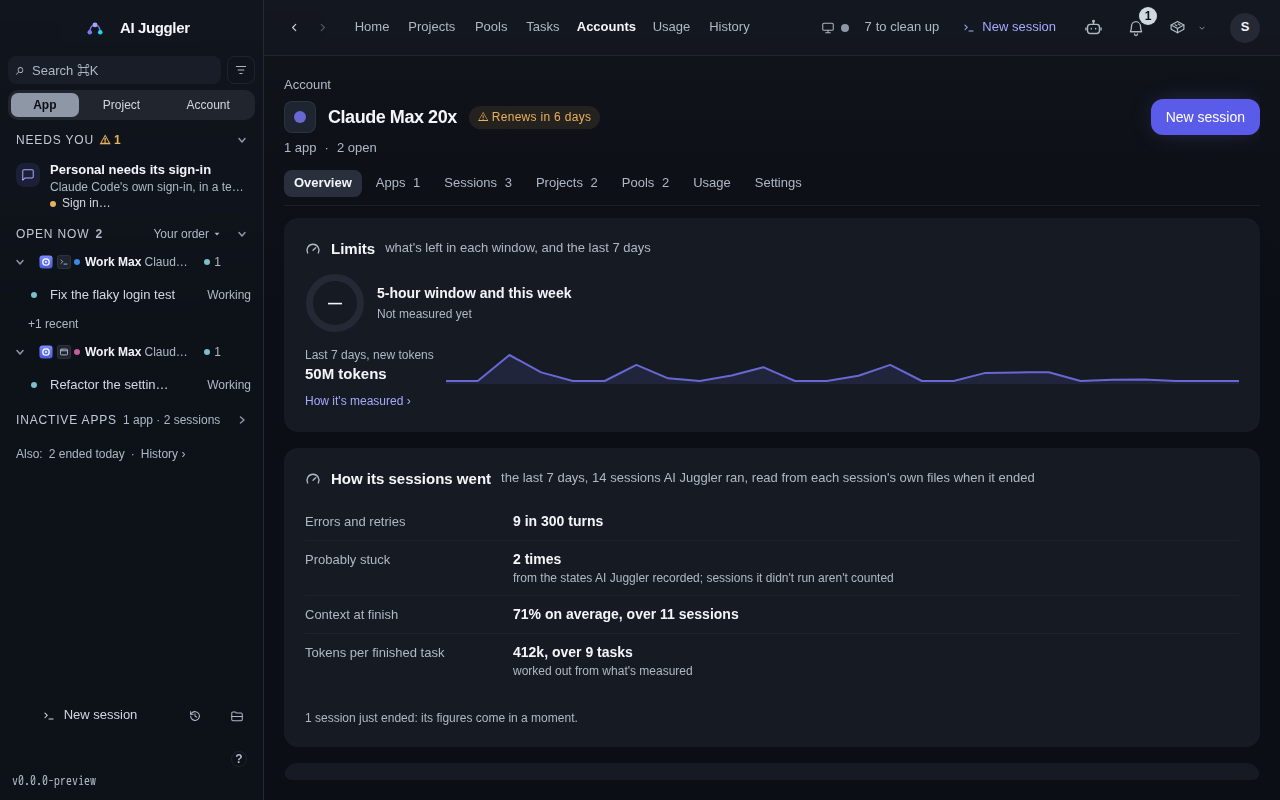 AI Juggler
Search ⌘K
App Project Account
NEEDS YOU 1
Personal needs its sign-in
Claude Code's own sign-in, in a te…
Sign in…
OPEN NOW 2 Your order
Work Max Claud… 1
Fix the flaky login test Working
+1 recent
Work Max Claud… 1
Refactor the settin… Working
INACTIVE APPS 1 app · 2 sessions
Also: 2 ended today · History ›
New session
?
v0.0.0-preview
Home Projects Pools Tasks Accounts Usage History
7 to clean up
New session
1
S
Account
Claude Max 20x
Renews in 6 days
New session
1 app · 2 open
Overview Apps 1 Sessions 3 Projects 2 Pools 2 Usage Settings
Limits what's left in each window, and the last 7 days
—
5-hour window and this week
Not measured yet
Last 7 days, new tokens
50M tokens
How it's measured ›
How its sessions went the last 7 days, 14 sessions AI Juggler ran, read from each session's own files when it ended
Errors and retries 9 in 300 turns
Probably stuck 2 times
from the states AI Juggler recorded; sessions it didn't run aren't counted
Context at finish 71% on average, over 11 sessions
Tokens per finished task 412k, over 9 tasks
worked out from what's measured
1 session just ended: its figures come in a moment.